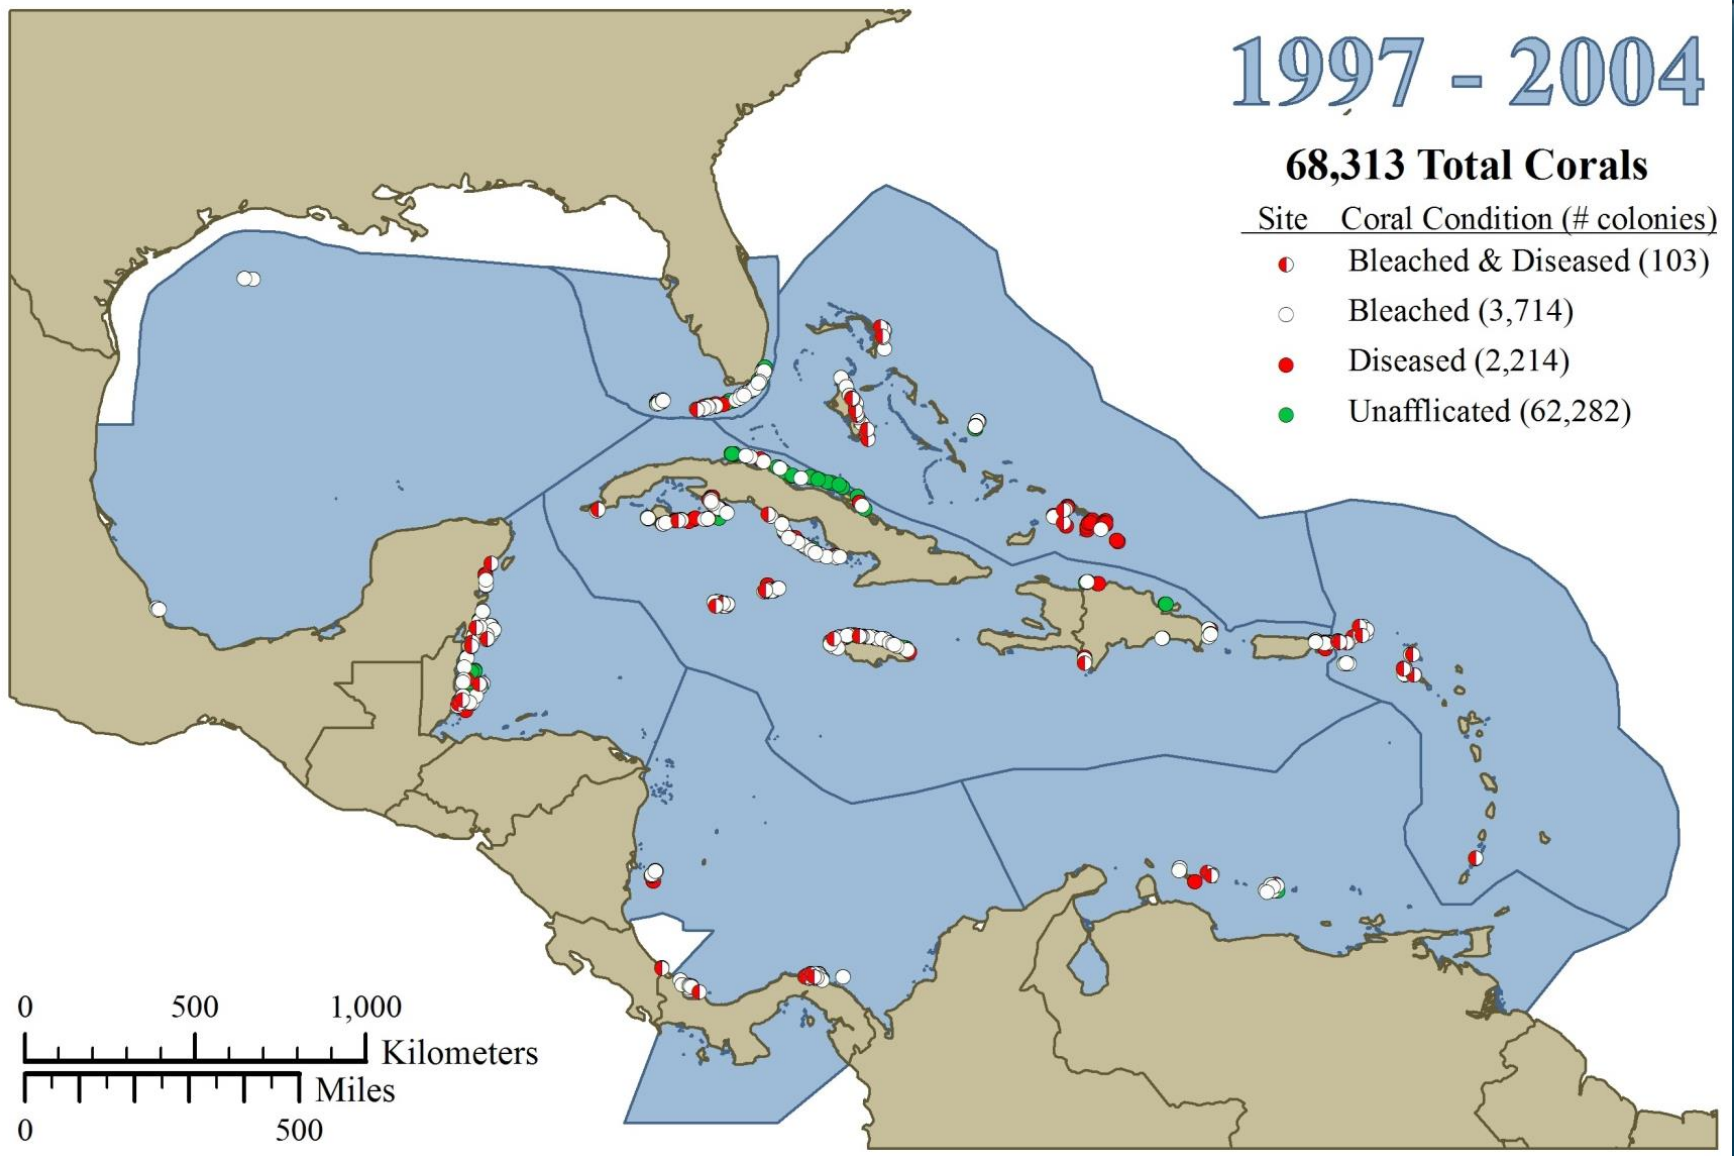 1997 - 2004
68,313 Total Corals
Site Coral Condition (# colonies)
Bleached & Diseased (103)
Bleached (3,714)
Diseased (2,214)
Unafflicated (62,282)
0 500 1,000
Kilometers
Miles
0 500